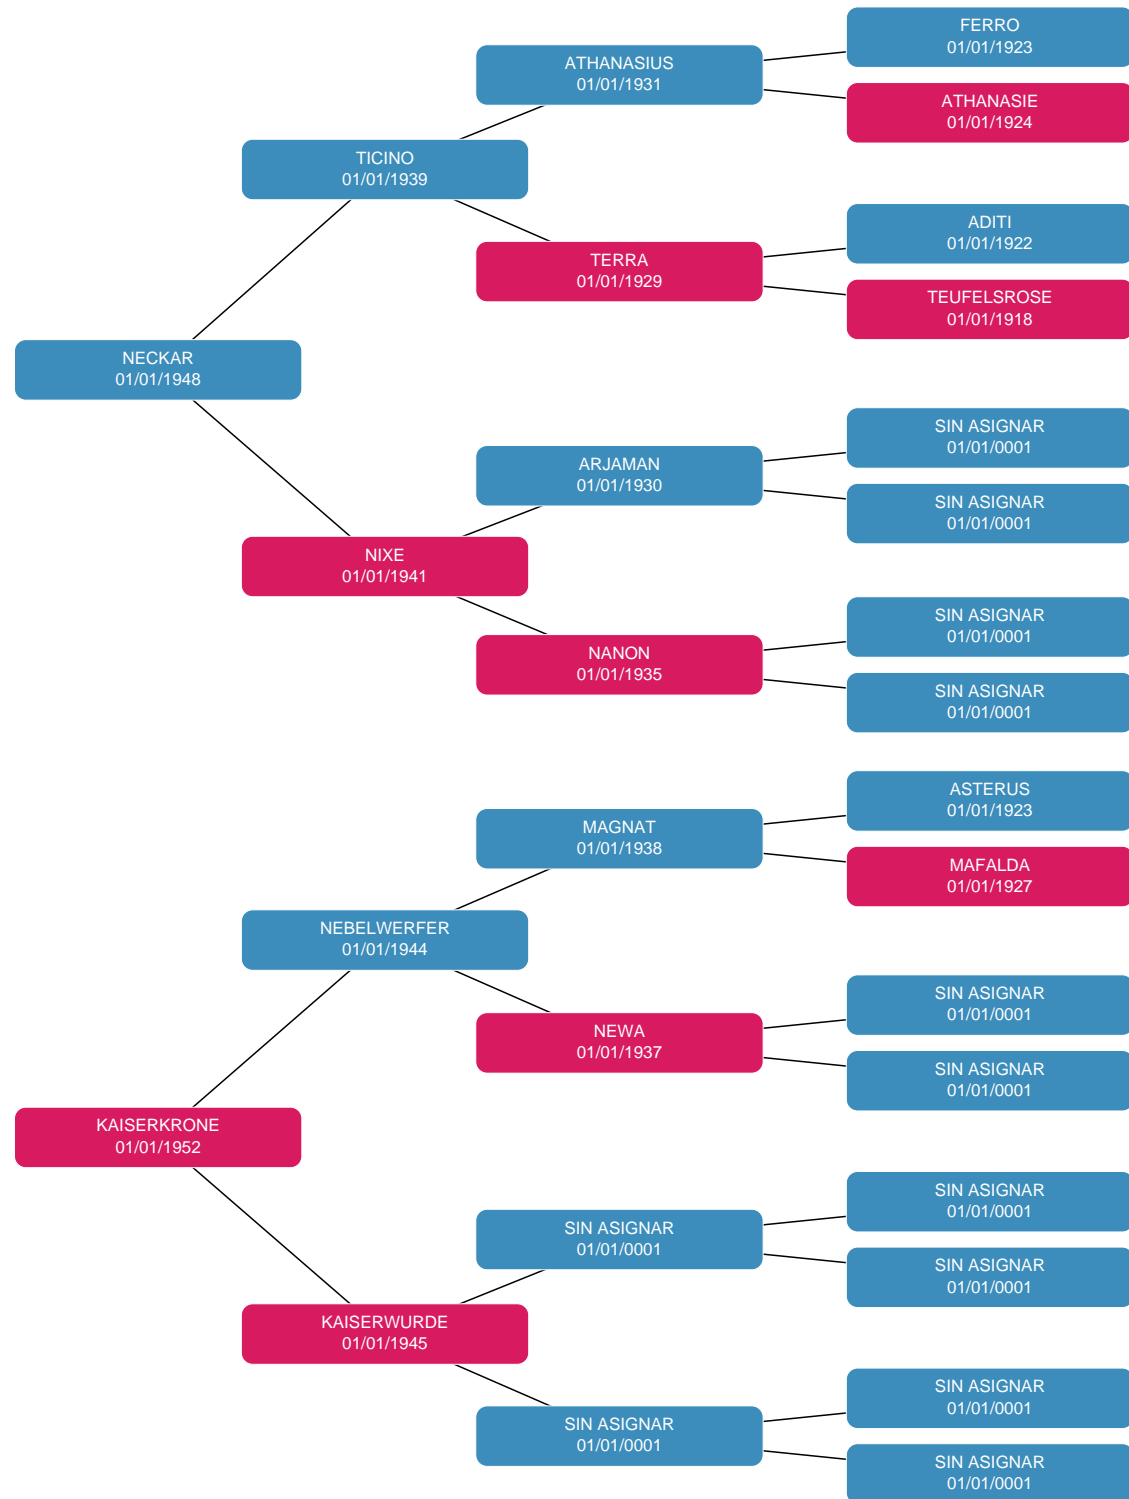 FERRO
01/01/1923
ATHANASIUS
01/01/1931
ATHANASIE
01/01/1924
TICINO
01/01/1939
ADITI
01/01/1922
TERRA
01/01/1929
TEUFELSROSE
01/01/1918
NECKAR
01/01/1948
SIN ASIGNAR
01/01/0001
ARJAMAN
01/01/1930
SIN ASIGNAR
01/01/0001
NIXE
01/01/1941
SIN ASIGNAR
01/01/0001
NANON
01/01/1935
SIN ASIGNAR
01/01/0001
ASTERUS
01/01/1923
MAGNAT
01/01/1938
MAFALDA
01/01/1927
NEBELWERFER
01/01/1944
SIN ASIGNAR
01/01/0001
NEWA
01/01/1937
SIN ASIGNAR
01/01/0001
KAISERKRONE
01/01/1952
SIN ASIGNAR
01/01/0001
SIN ASIGNAR
01/01/0001
SIN ASIGNAR
01/01/0001
KAISERWURDE
01/01/1945
SIN ASIGNAR
01/01/0001
SIN ASIGNAR
01/01/0001
SIN ASIGNAR
01/01/0001